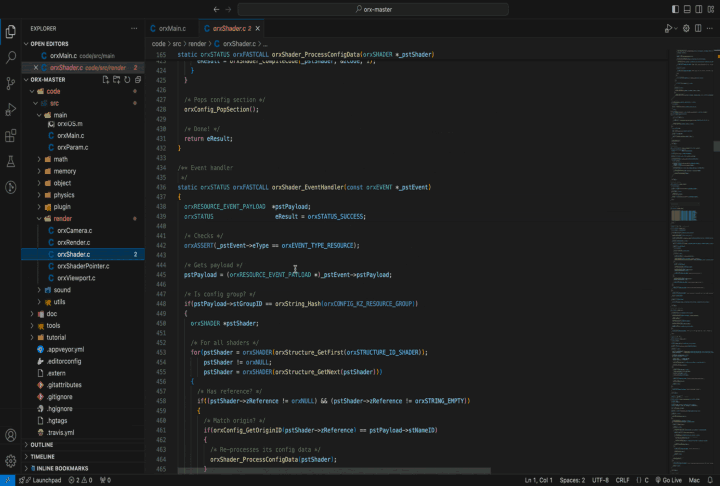 orx-master
EXPLORER
OPEN EDITORS
orxMain.c code/src/main
orxShader.c code/src/render 2
ORX-MASTER
code
src
main
orxiOS.m
orxMain.c
orxParam.c
math
memory
object
physics
plugin
render
orxCamera.c
orxRender.c
orxShader.c 2
orxShaderPointer.c
orxViewport.c
sound
utils
doc
tools
tutorial
.appveyor.yml
.editorconfig
.extern
.gitattributes
.gitignore
.hgignore
.hgtags
.travis.yml
OUTLINE
TIMELINE
INLINE BOOKMARKS
orxMain.c
orxShader.c 2
code > src > render > orxShader.c > ...
165 static orxSTATUS orxFASTCALL orxShader_ProcessConfigData(orxSHADER *_pstShader)
424 }
425 }
426
427 /* Pops config section */
428 orxConfig_PopSection();
429
430 /* Done! */
431 return eResult;
432 }
433
434 /** Event handler
435 */
436 static orxSTATUS orxFASTCALL orxShader_EventHandler(const orxEVENT *_pstEvent)
437 {
438 orxRESOURCE_EVENT_PAYLOAD *pstPayload;
439 orxSTATUS eResult = orxSTATUS_SUCCESS;
440
441 /* Checks */
442 orxASSERT(_pstEvent->eType == orxEVENT_TYPE_RESOURCE);
443
444 /* Gets payload */
445 pstPayload = (orxRESOURCE_EVENT_PAYLOAD *)_pstEvent->pstPayload;
446
447 /* Is config group? */
448 if(pstPayload->stGroupID == orxString_Hash(orxCONFIG_KZ_RESOURCE_GROUP))
449 {
450 orxSHADER *pstShader;
451
452 /* For all shaders */
453 for(pstShader = orxSHADER(orxStructure_GetFirst(orxSTRUCTURE_ID_SHADER));
454 pstShader != orxNULL;
455 pstShader = orxSHADER(orxStructure_GetNext(pstShader)))
456 {
457 /* Has reference? */
458 if((pstShader->zReference != orxNULL) && (pstShader->zReference != orxSTRING_EMPTY))
459 {
460 /* Match origin? */
461 if(orxConfig_GetOriginID(pstShader->zReference) == pstPayload->stNameID)
462 {
463 /* Re-processes its config data */
464 orxShader_ProcessConfigData(pstShader);
465 }
Launchpad 2 0 0 Ln 1, Col 1 Spaces: 2 UTF-8 CRLF {} C Go Live Mac